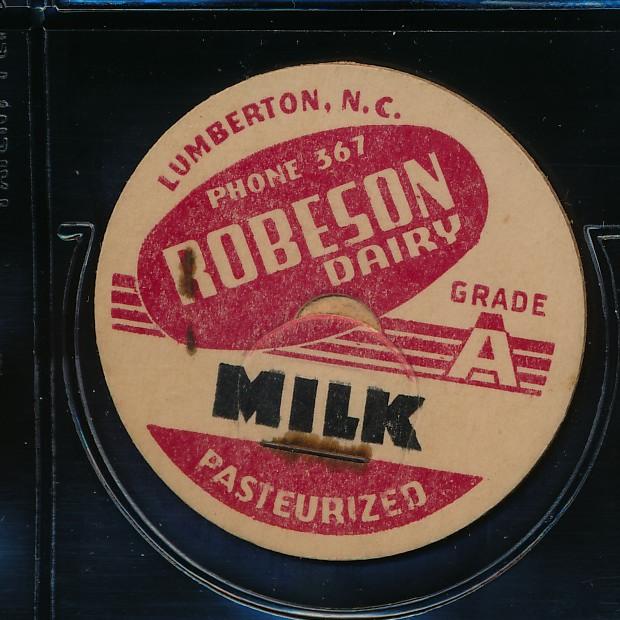 LUMBERTON, N.C.
PHONE 367
ROBESON
DAIRY
GRADE
A
MILK
PASTEURIZED